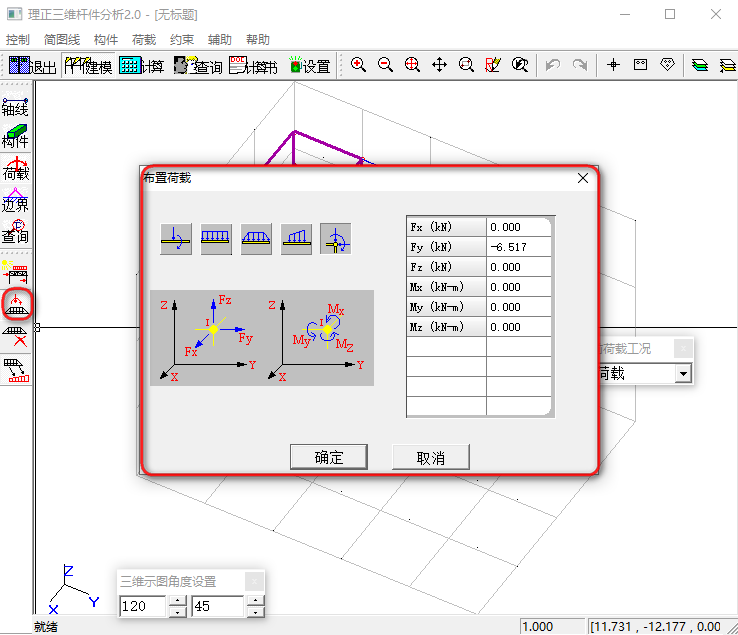 理正三维杆件分析2.0 - [无标题]
控制 简图线 构件 荷载 约束 辅助 帮助
退出 建模 计算 查询 计算书 设置
轴线
构件
荷载
边界
查询
布置荷载
Fx (kN) 0.000
Fy (kN) -6.517
Fz (kN) 0.000
Mx (kN-m) 0.000
My (kN-m) 0.000
Mz (kN-m) 0.000
Z Fz I Fy Fx Y X
Z Mx I My Mz Y X
确定 取消
荷载工况
荷载
三维示图角度设置
120 45
Z
X Y
就绪 1.000 [11.731 , -12.177 , 0.00